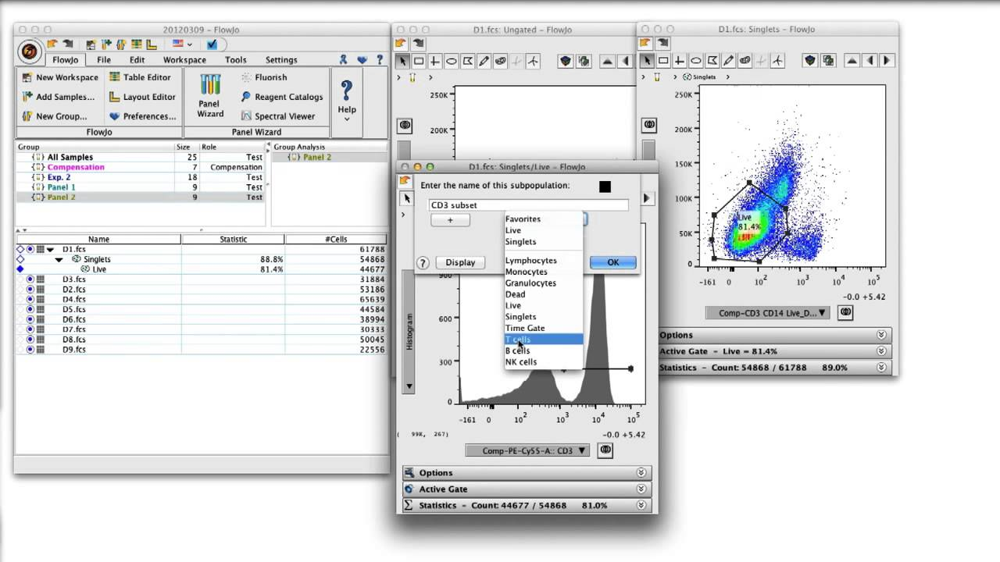 20120309 - FlowJo
FlowJo File Edit Workspace Tools Settings
New Workspace Table Editor
Add Samples... Layout Editor
New Group... Preferences...
FlowJo
Panel Wizard
Fluorish
Reagent Catalogs
Spectral Viewer
Panel Wizard
Help
Group Size Role
All Samples 25 Test
Compensation 7 Compensation
Exp. 2 18 Test
Panel 1 9 Test
Panel 2 9 Test
Group Analysis
Panel 2
Name Statistic #Cells
D1.fcs 61788
Singlets 88.8% 54868
Live 81.4% 44677
D3.fcs 31884
D2.fcs 53186
D4.fcs 65639
D5.fcs 44584
D6.fcs 38994
D7.fcs 30333
D8.fcs 50045
D9.fcs 22556
D1.fcs: Ungated - FlowJo
250K
200K
D1.fcs: Singlets/Live - FlowJo
Enter the name of this subpopulation:
CD3 subset
+
? Display OK
Favorites
Live
Singlets
Lymphocytes
Monocytes
Granulocytes
Dead
Live
Singlets
Time Gate
T cells
B cells
NK cells
Histogram
900
600
300
0
-161 0 10² 10³ 10⁴ 10⁵
( 99K, 267) -0.0 +5.42
Comp-PE-Cy55-A:: CD3
Options
Active Gate
Σ Statistics - Count: 44677 / 54868 81.0%
D1.fcs: Singlets - FlowJo
Singlets
250K
200K
150K
100K
50K
0
Live
81.4%
-161 0 10² 10³ 10⁴ 10⁵
-0.0 +5.42
Comp-CD3 CD14 Live_D...
Options
Active Gate - Live = 81.4%
Statistics - Count: 54868 / 61788 89.0%